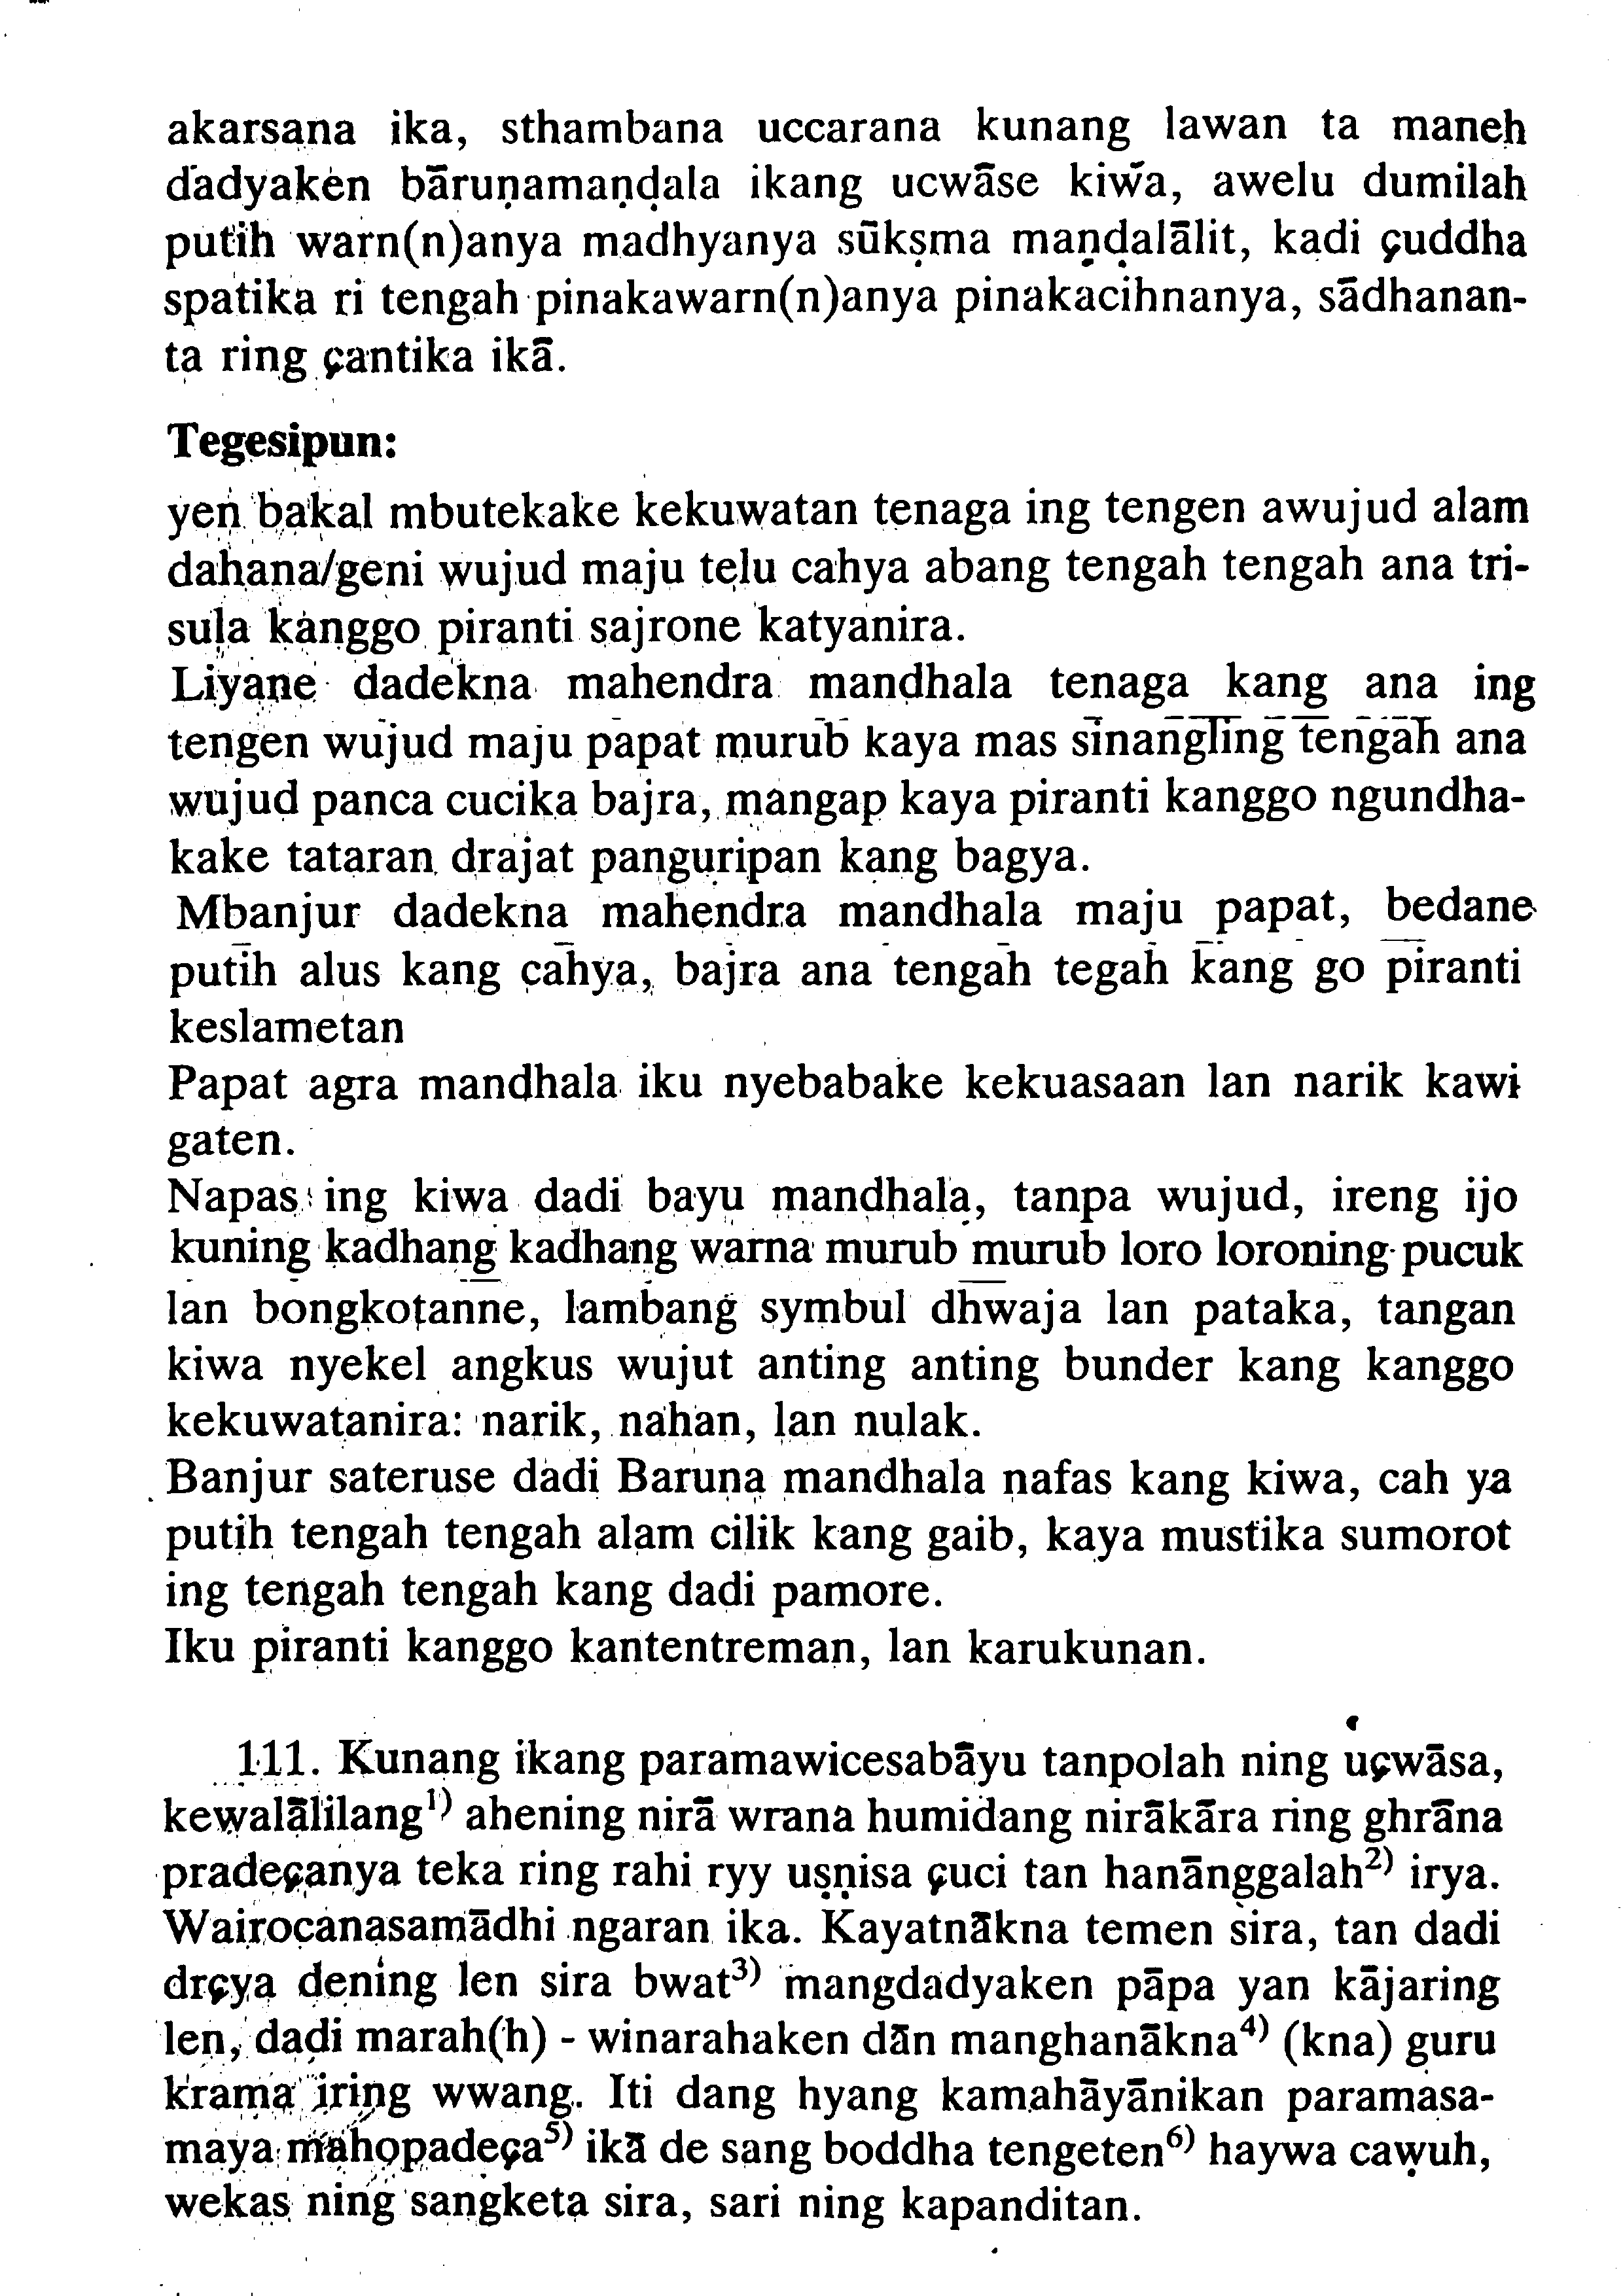 akarsaṇa ika, sthambana uccarana kunang lawan ta maneḥ
dadyakèn bāruṇamaṇḍala ikang ucwāse kiwa, awelu dumilah
putih warn(n)anya madhyanya sūkṣma maṇḍalālit, kadi çuddha
spatika ri tengah pinakawarn(n)anya pinakacihnanya, sādhanan-
ta ring çantika ikā.
Tegesipun:
yen bakal mbutekake kekuwatan tenaga ing tengen awujud alam
dahana/geni wujud maju telu cahya abang tengah tengah ana tri-
sula kanggo piranti sajrone katyanira.
Liyane dadekna mahendra mandhala tenaga kang ana ing
tengen wujud maju papat murub kaya mas sinangling tengah ana
wujud panca cucika bajra, mangap kaya piranti kanggo ngundha-
kake tataran drajat panguripan kang bagya.
Mbanjur dadekna mahendra mandhala maju papat, bedane
putih alus kang cahya, bajra ana tengah tegah kang go piranti
keslametan
Papat agra mandhala iku nyebabake kekuasaan lan narik kawi
gaten.
Napas ing kiwa dadi bayu mandhala, tanpa wujud, ireng ijo
kuning kadhang kadhang warna murub murub loro loroning pucuk
lan bongkotanne, lambang symbul dhwaja lan pataka, tangan
kiwa nyekel angkus wujut anting anting bunder kang kanggo
kekuwatanira: narik, nahan, lan nulak.
Banjur sateruse dadi Baruna mandhala nafas kang kiwa, cah ya
putih tengah tengah alam cilik kang gaib, kaya mustika sumorot
ing tengah tengah kang dadi pamore.
Iku piranti kanggo kantentreman, lan karukunan.
111. Kunang ikang paramawicesabāyu tanpolah ning uçwāsa,
kewalālilang¹⁾ ahening nirā wrana humidang nirākāra ring ghrāna
pradeçanya teka ring rahi ryy uṣṇisa çuci tan hanānggalah²⁾ irya.
Wairocanasamādhi ngaran ika. Kayatnākna temen sira, tan dadi
drçya dening len sira bwat³⁾ mangdadyaken pāpa yan kājaring
len, dadi marah(h) - winarahaken dān manghanākna⁴⁾ (kna) guru
krama iring wwang. Iti dang hyang kamahāyānikan paramasa-
maya mahopadeça⁵⁾ ikā de sang boddha tengeten⁶⁾ haywa cawuh,
wekas ning sangketa sira, sari ning kapanditan.